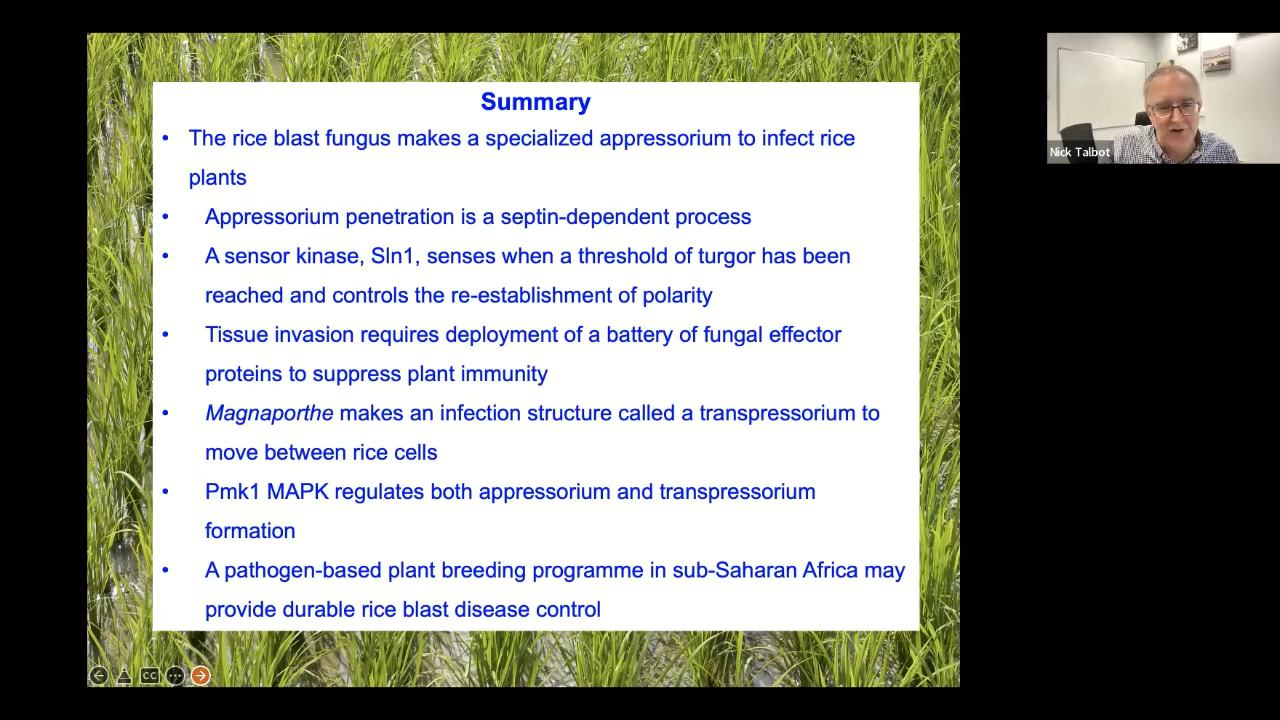 Summary
• The rice blast fungus makes a specialized appressorium to infect rice
plants
• Appressorium penetration is a septin-dependent process
• A sensor kinase, Sln1, senses when a threshold of turgor has been
reached and controls the re-establishment of polarity
• Tissue invasion requires deployment of a battery of fungal effector
proteins to suppress plant immunity
• Magnaporthe makes an infection structure called a transpressorium to
move between rice cells
• Pmk1 MAPK regulates both appressorium and transpressorium
formation
• A pathogen-based plant breeding programme in sub-Saharan Africa may
provide durable rice blast disease control
CC
Nick Talbot